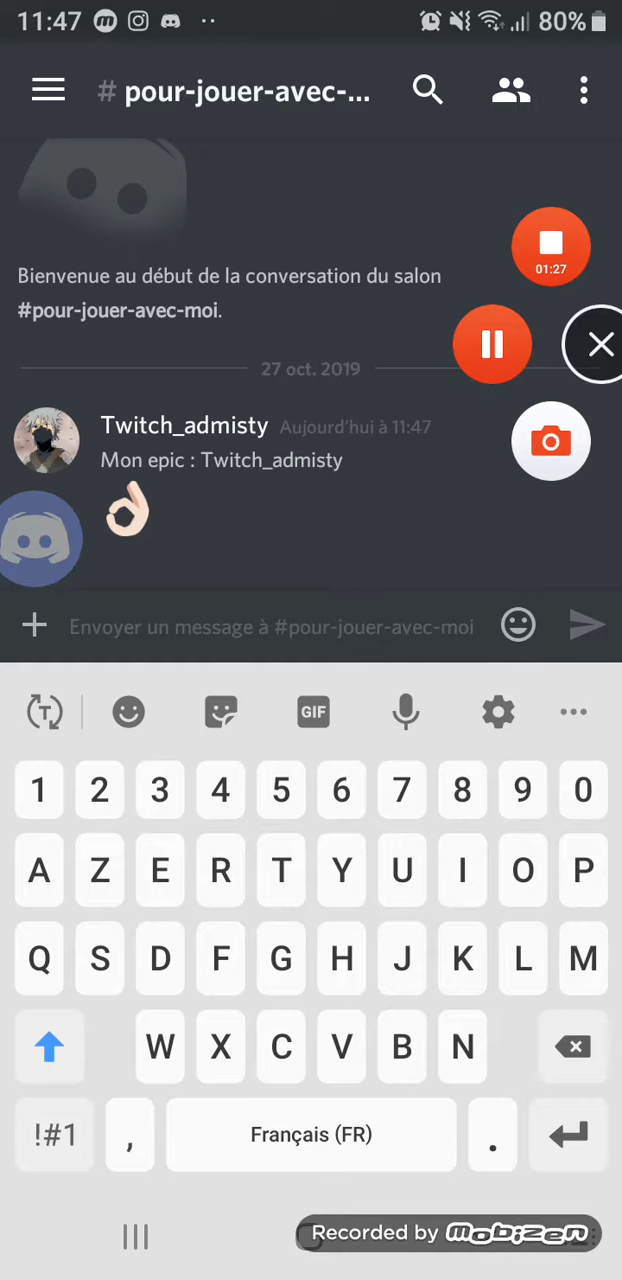 11:47 80%
# pour-jouer-avec-...
Bienvenue au début de la conversation du salon
#pour-jouer-avec-moi.
01:27
27 oct. 2019
Twitch_admisty Aujourd'hui à 11:47
Mon epic : Twitch_admisty
Envoyer un message à #pour-jouer-avec-moi
T GIF
1 2 3 4 5 6 7 8 9 0
A Z E R T Y U I O P
Q S D F G H J K L M
W X C V B N
!#1 , Français (FR) .
Recorded by mobizen